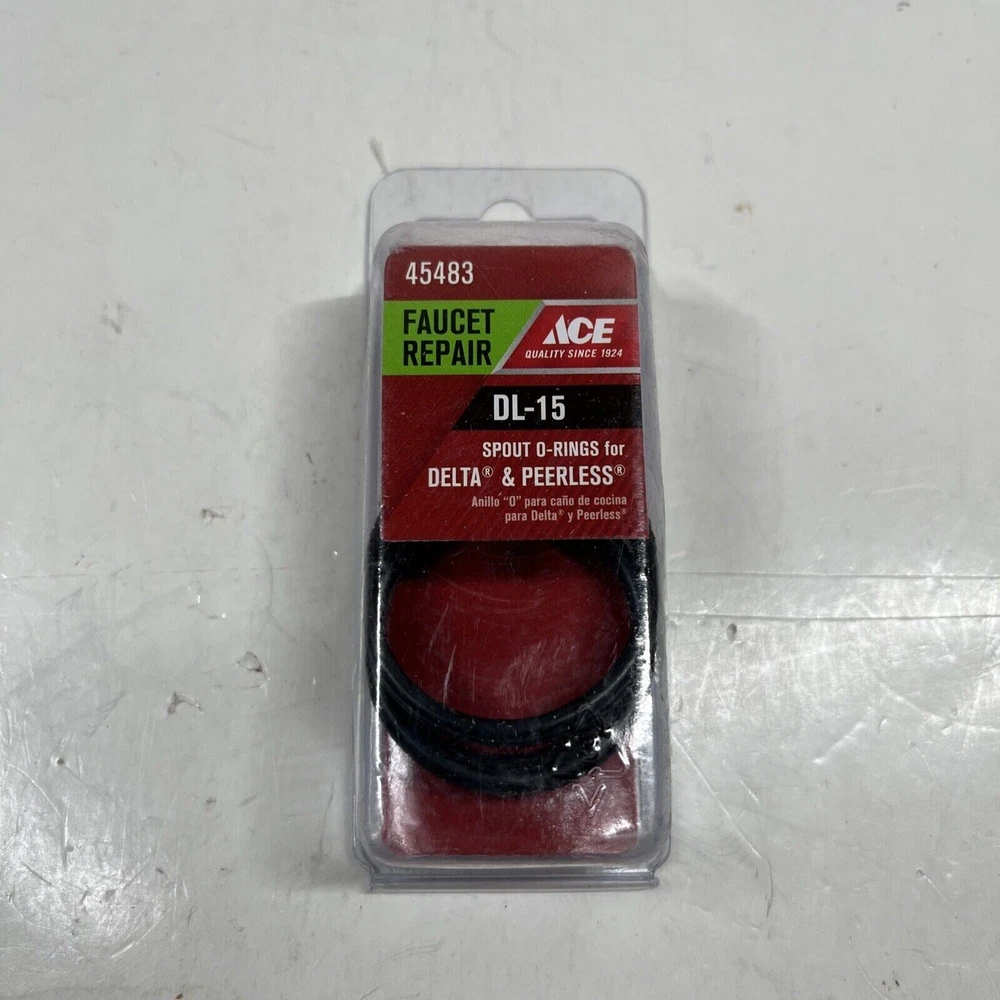 45483
FAUCET
REPAIR
ACE
QUALITY SINCE 1924
DL-15
SPOUT O-RINGS for
DELTA® & PEERLESS®
Anillo "O" para caño de cocina
para Delta® y Peerless®